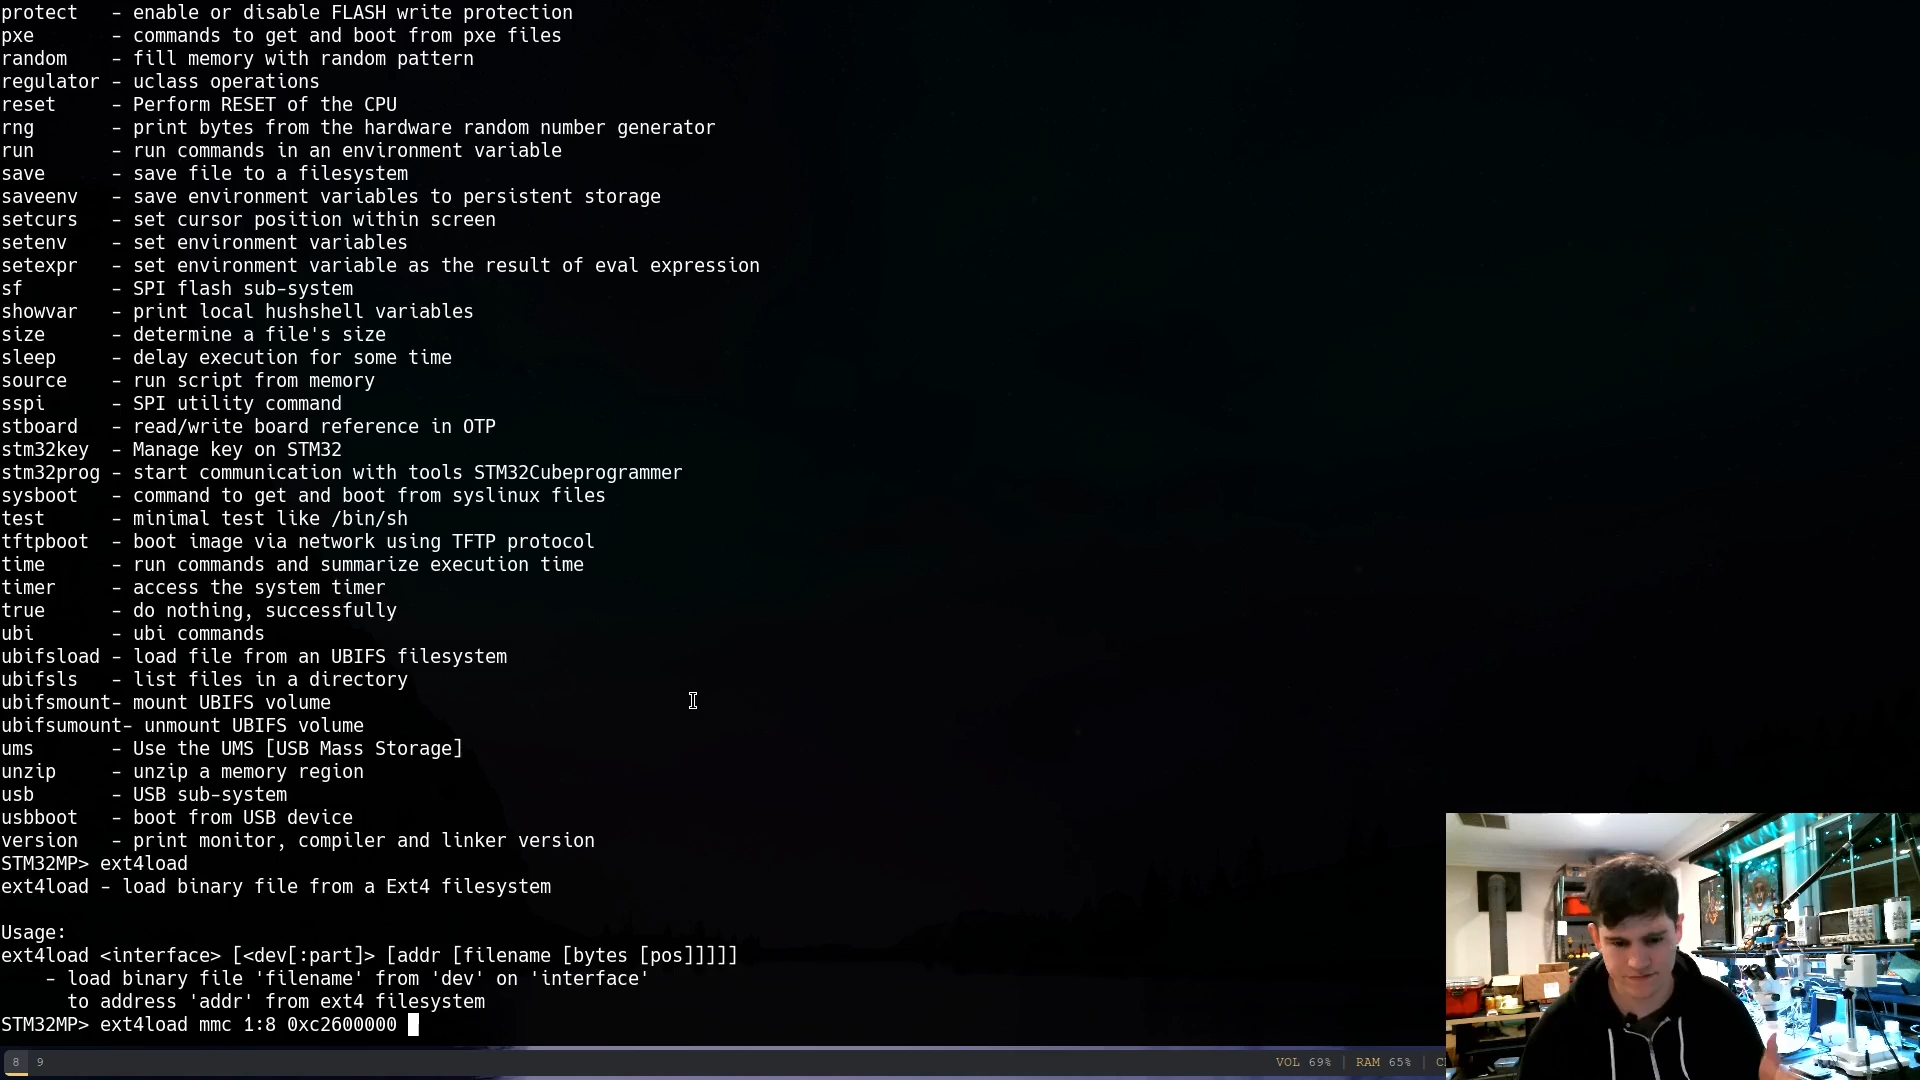 protect   - enable or disable FLASH write protection
pxe       - commands to get and boot from pxe files
random    - fill memory with random pattern
regulator - uclass operations
reset     - Perform RESET of the CPU
rng       - print bytes from the hardware random number generator
run       - run commands in an environment variable
save      - save file to a filesystem
saveenv   - save environment variables to persistent storage
setcurs   - set cursor position within screen
setenv    - set environment variables
setexpr   - set environment variable as the result of eval expression
sf        - SPI flash sub-system
showvar   - print local hushshell variables
size      - determine a file's size
sleep     - delay execution for some time
source    - run script from memory
sspi      - SPI utility command
stboard   - read/write board reference in OTP
stm32key  - Manage key on STM32
stm32prog - start communication with tools STM32Cubeprogrammer
sysboot   - command to get and boot from syslinux files
test      - minimal test like /bin/sh
tftpboot  - boot image via network using TFTP protocol
time      - run commands and summarize execution time
timer     - access the system timer
true      - do nothing, successfully
ubi       - ubi commands
ubifsload - load file from an UBIFS filesystem
ubifsls   - list files in a directory
ubifsmount- mount UBIFS volume
ubifsumount- unmount UBIFS volume
ums       - Use the UMS [USB Mass Storage]
unzip     - unzip a memory region
usb       - USB sub-system
usbboot   - boot from USB device
version   - print monitor, compiler and linker version
STM32MP> ext4load
ext4load - load binary file from a Ext4 filesystem
Usage:
ext4load <interface> [<dev[:part]> [addr [filename [bytes [pos]]]]]
    - load binary file 'filename' from 'dev' on 'interface'
      to address 'addr' from ext4 filesystem
STM32MP> ext4load mmc 1:8 0xc2600000
8 9 VOL 69% | RAM 65% | C